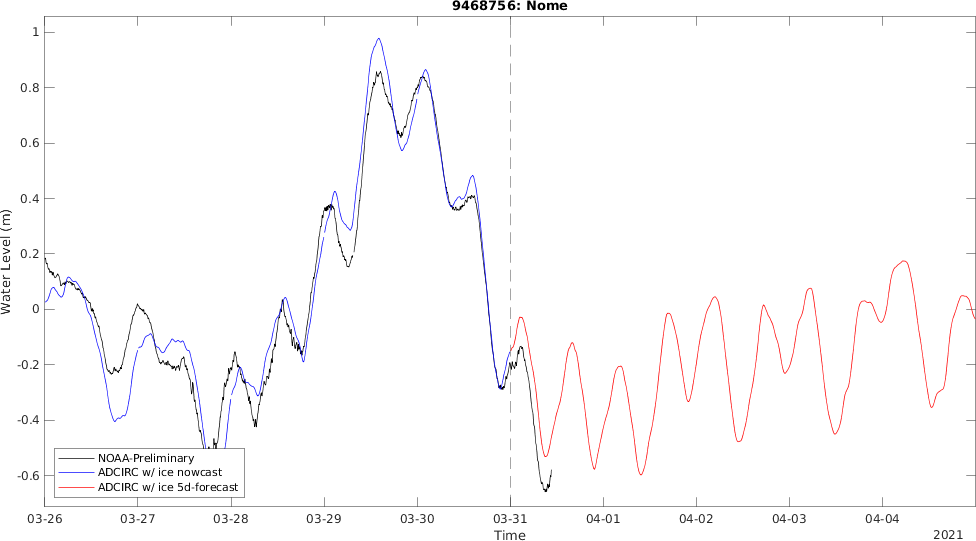 9468756: Nome
1
0.8
0.6
0.4
0.2
0
-0.2
-0.4
-0.6
Water Level (m)
NOAA-Preliminary
ADCIRC w/ ice nowcast
ADCIRC w/ ice 5d-forecast
03-26 03-27 03-28 03-29 03-30 03-31 04-01 04-02 04-03 04-04
Time
2021